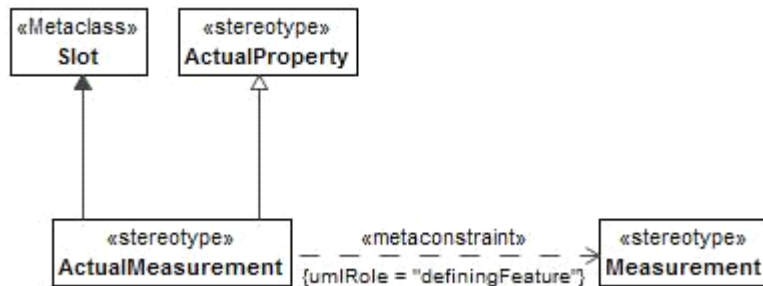 «Metaclass»
Slot
«stereotype»
ActualProperty
«stereotype»
ActualMeasurement
«metaconstraint»
{umlRole = "definingFeature"}
«stereotype»
Measurement